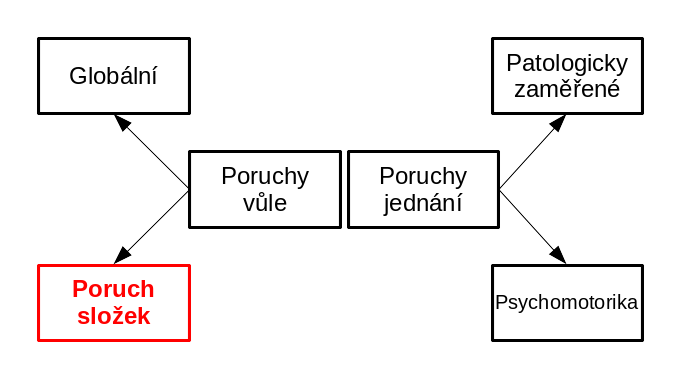 Globální
Patologicky
zaměřené
Poruchy
vůle
Poruchy
jednání
Poruch
složek
Psychomotorika